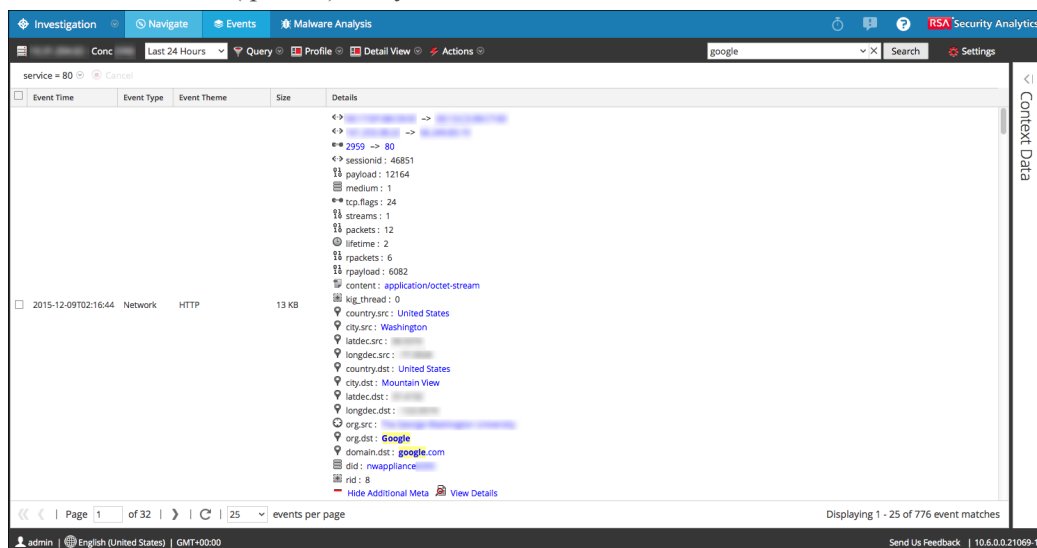 Investigation Navigate Events Malware Analysis RSA Security Analytics
Conc Last 24 Hours Query Profile Detail View Actions google Search Settings
service = 80 Cancel
Event Time Event Type Event Theme Size Details
Context Data
->
->
2959 -> 80
sessionid : 46851
payload : 12164
medium : 1
tcp.flags : 24
streams : 1
packets : 12
lifetime : 2
rpackets : 6
rpayload : 6082
content : application/octet-stream
kig_thread : 0
2015-12-09T02:16:44 Network HTTP 13 KB
country.src : United States
city.src : Washington
latdec.src :
longdec.src :
country.dst : United States
city.dst : Mountain View
latdec.dst :
longdec.dst :
org.src :
org.dst : Google
domain.dst : google.com
did : nwappliance
rid : 8
Hide Additional Meta View Details
Page 1 of 32 | 25 events per page Displaying 1 - 25 of 776 event matches
admin | English (United States) | GMT+00:00 Send Us Feedback | 10.6.0.0.21069-1